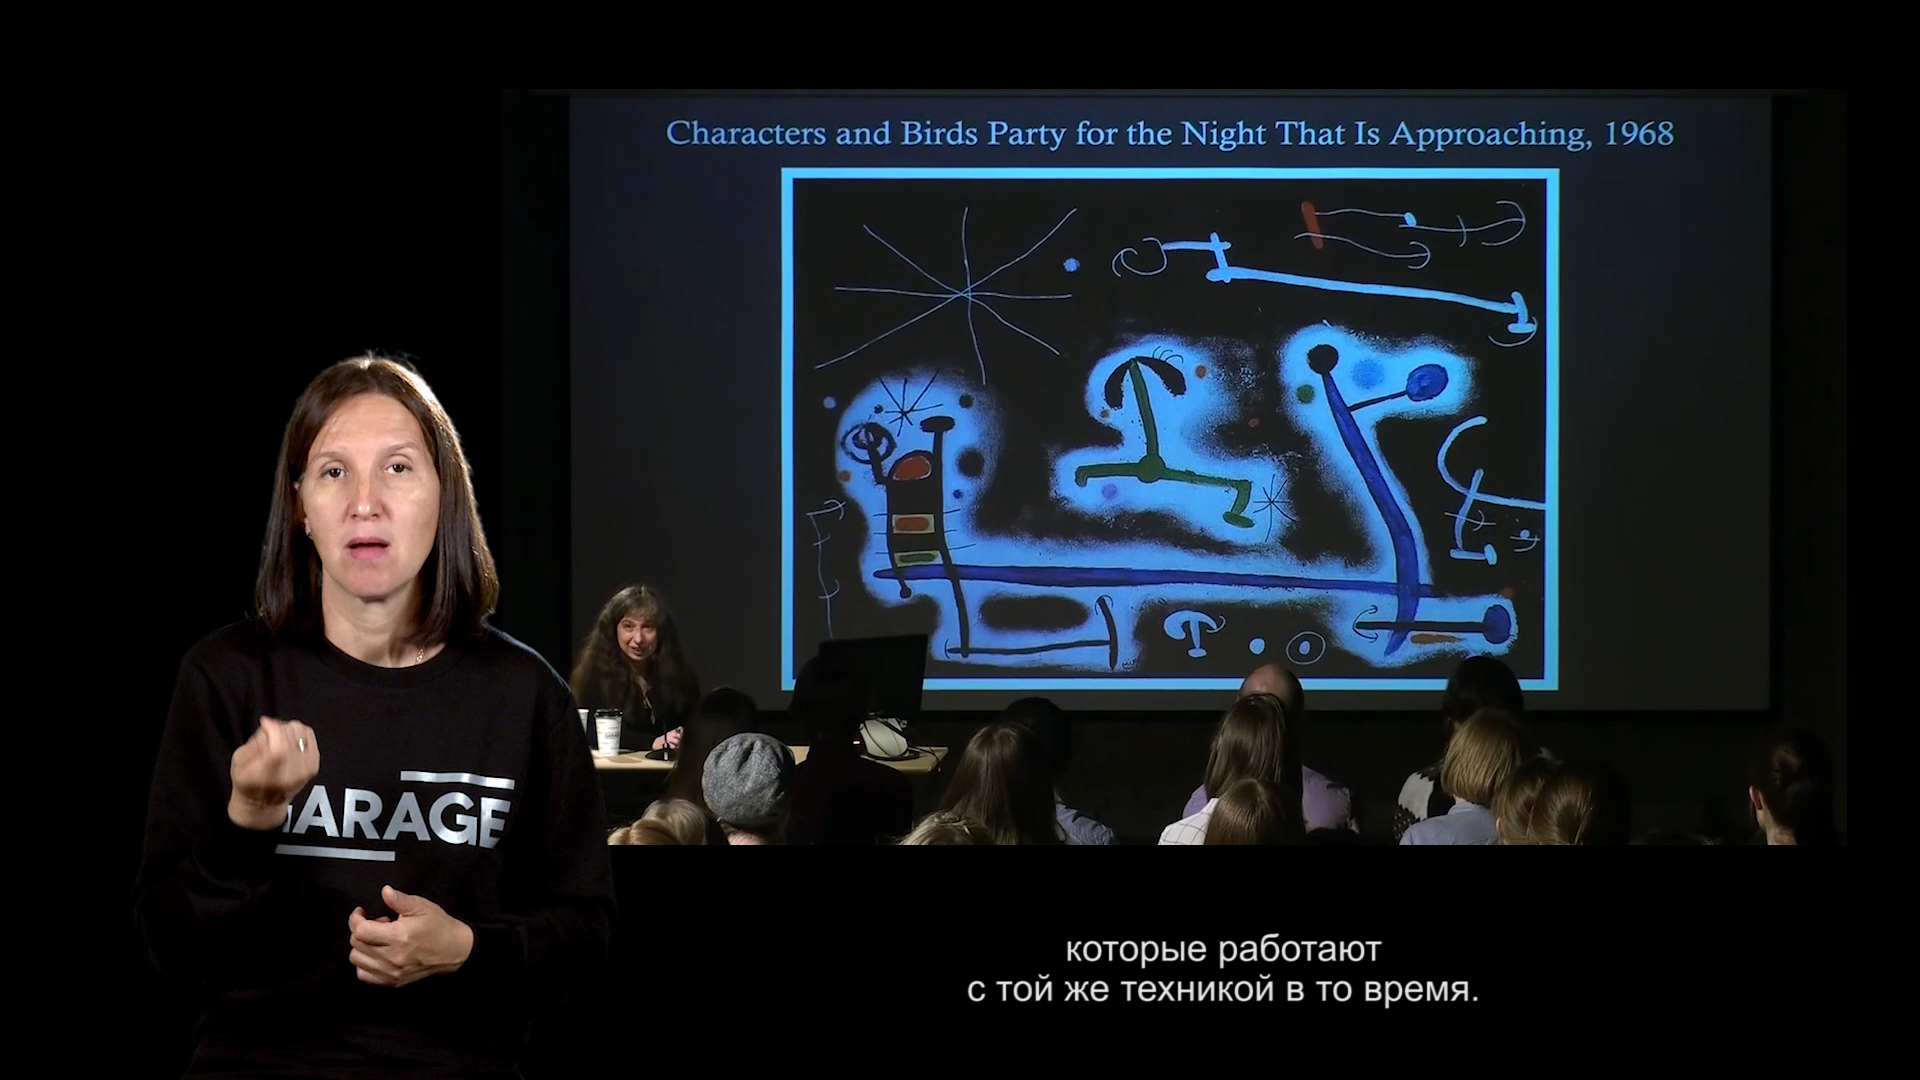 Characters and Birds Party for the Night That Is Approaching, 1968
GARAGE
которые работают
с той же техникой в то время.